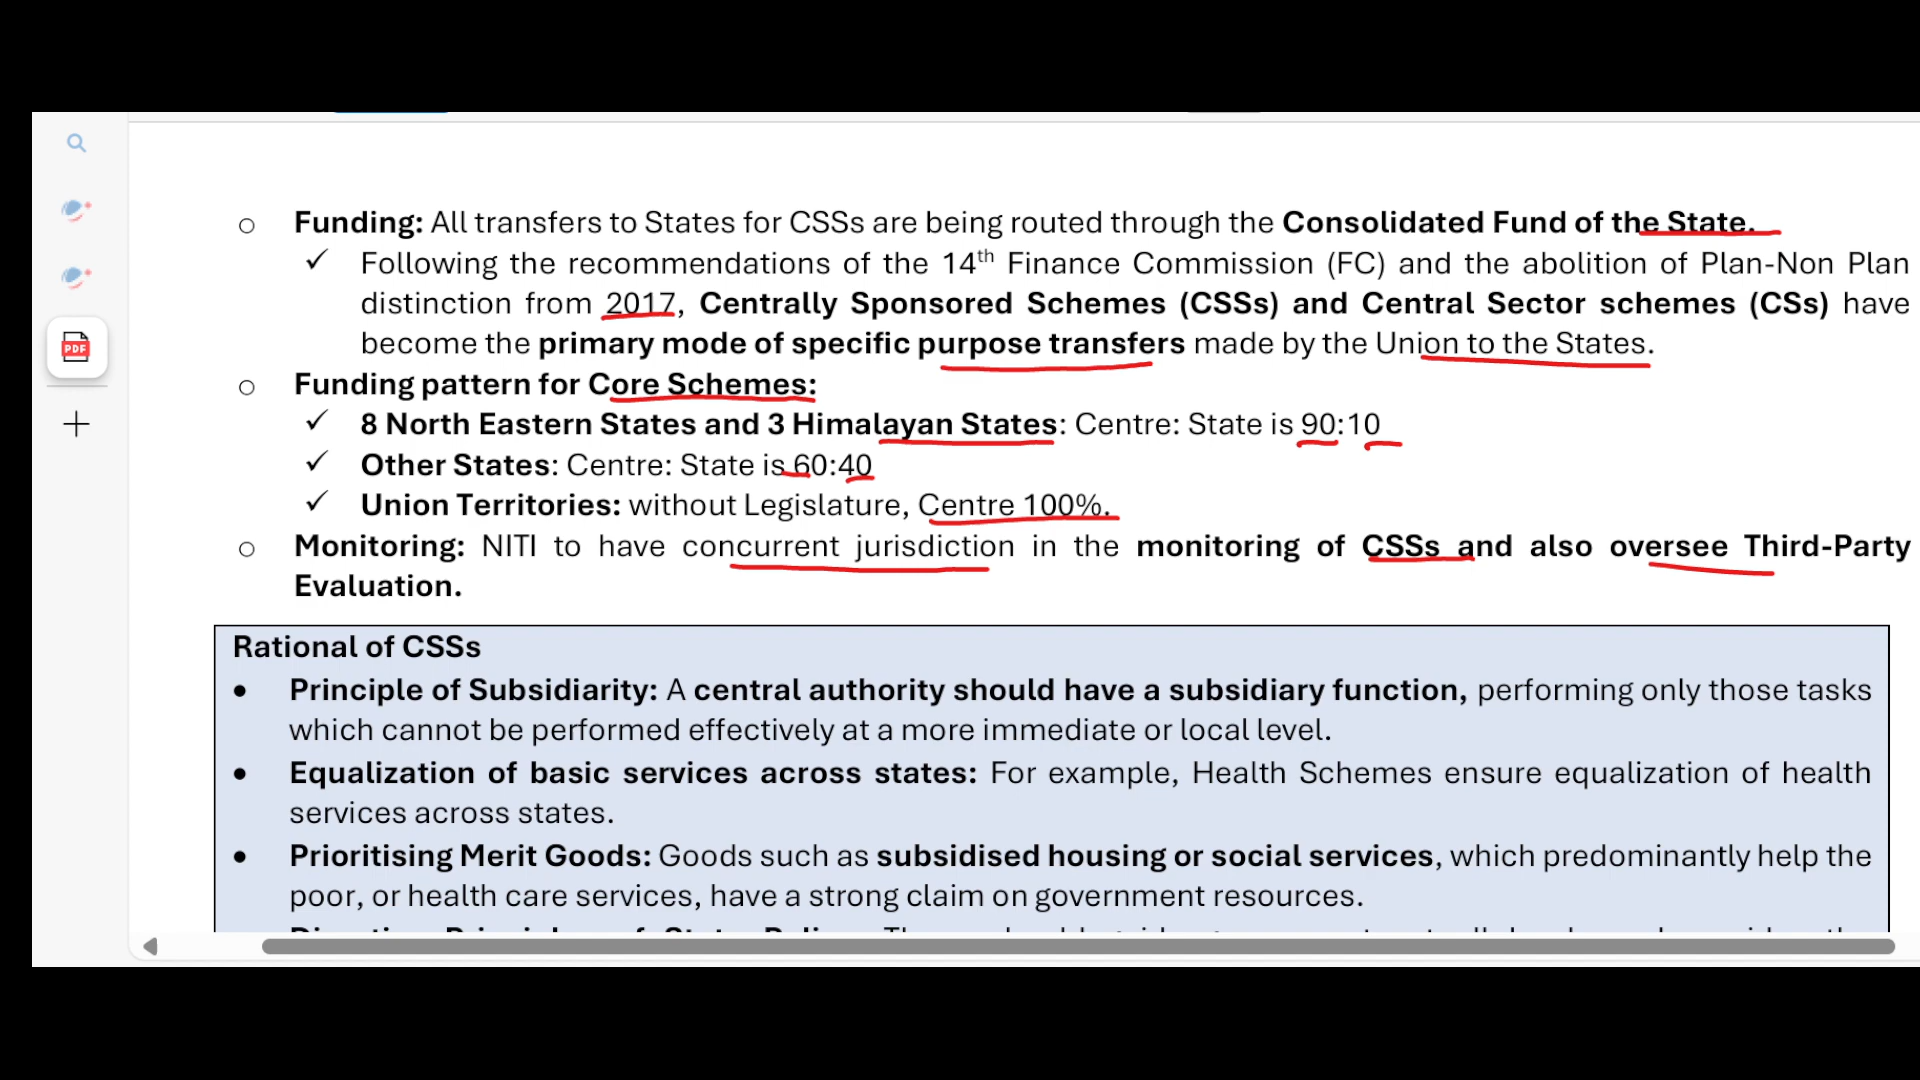 PDF
○ Funding: All transfers to States for CSSs are being routed through the Consolidated Fund of the State.
✓ Following the recommendations of the 14th Finance Commission (FC) and the abolition of Plan-Non Plan
distinction from 2017, Centrally Sponsored Schemes (CSSs) and Central Sector schemes (CSs) have
become the primary mode of specific purpose transfers made by the Union to the States.
○ Funding pattern for Core Schemes:
✓ 8 North Eastern States and 3 Himalayan States: Centre: State is 90:10
✓ Other States: Centre: State is 60:40
✓ Union Territories: without Legislature, Centre 100%.
○ Monitoring: NITI to have concurrent jurisdiction in the monitoring of CSSs and also oversee Third-Party
Evaluation.
Rational of CSSs
• Principle of Subsidiarity: A central authority should have a subsidiary function, performing only those tasks
which cannot be performed effectively at a more immediate or local level.
• Equalization of basic services across states: For example, Health Schemes ensure equalization of health
services across states.
• Prioritising Merit Goods: Goods such as subsidised housing or social services, which predominantly help the
poor, or health care services, have a strong claim on government resources.